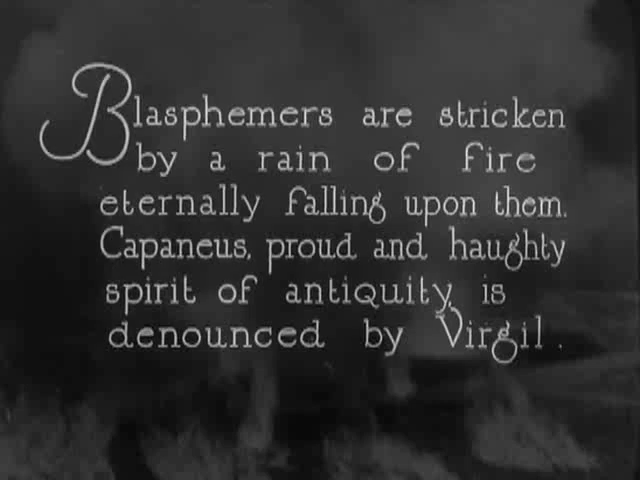 Blasphemers are stricken
by a rain of fire
eternally falling upon them.
Capaneus, proud and haughty
spirit of antiquity, is
denounced by Virgil.